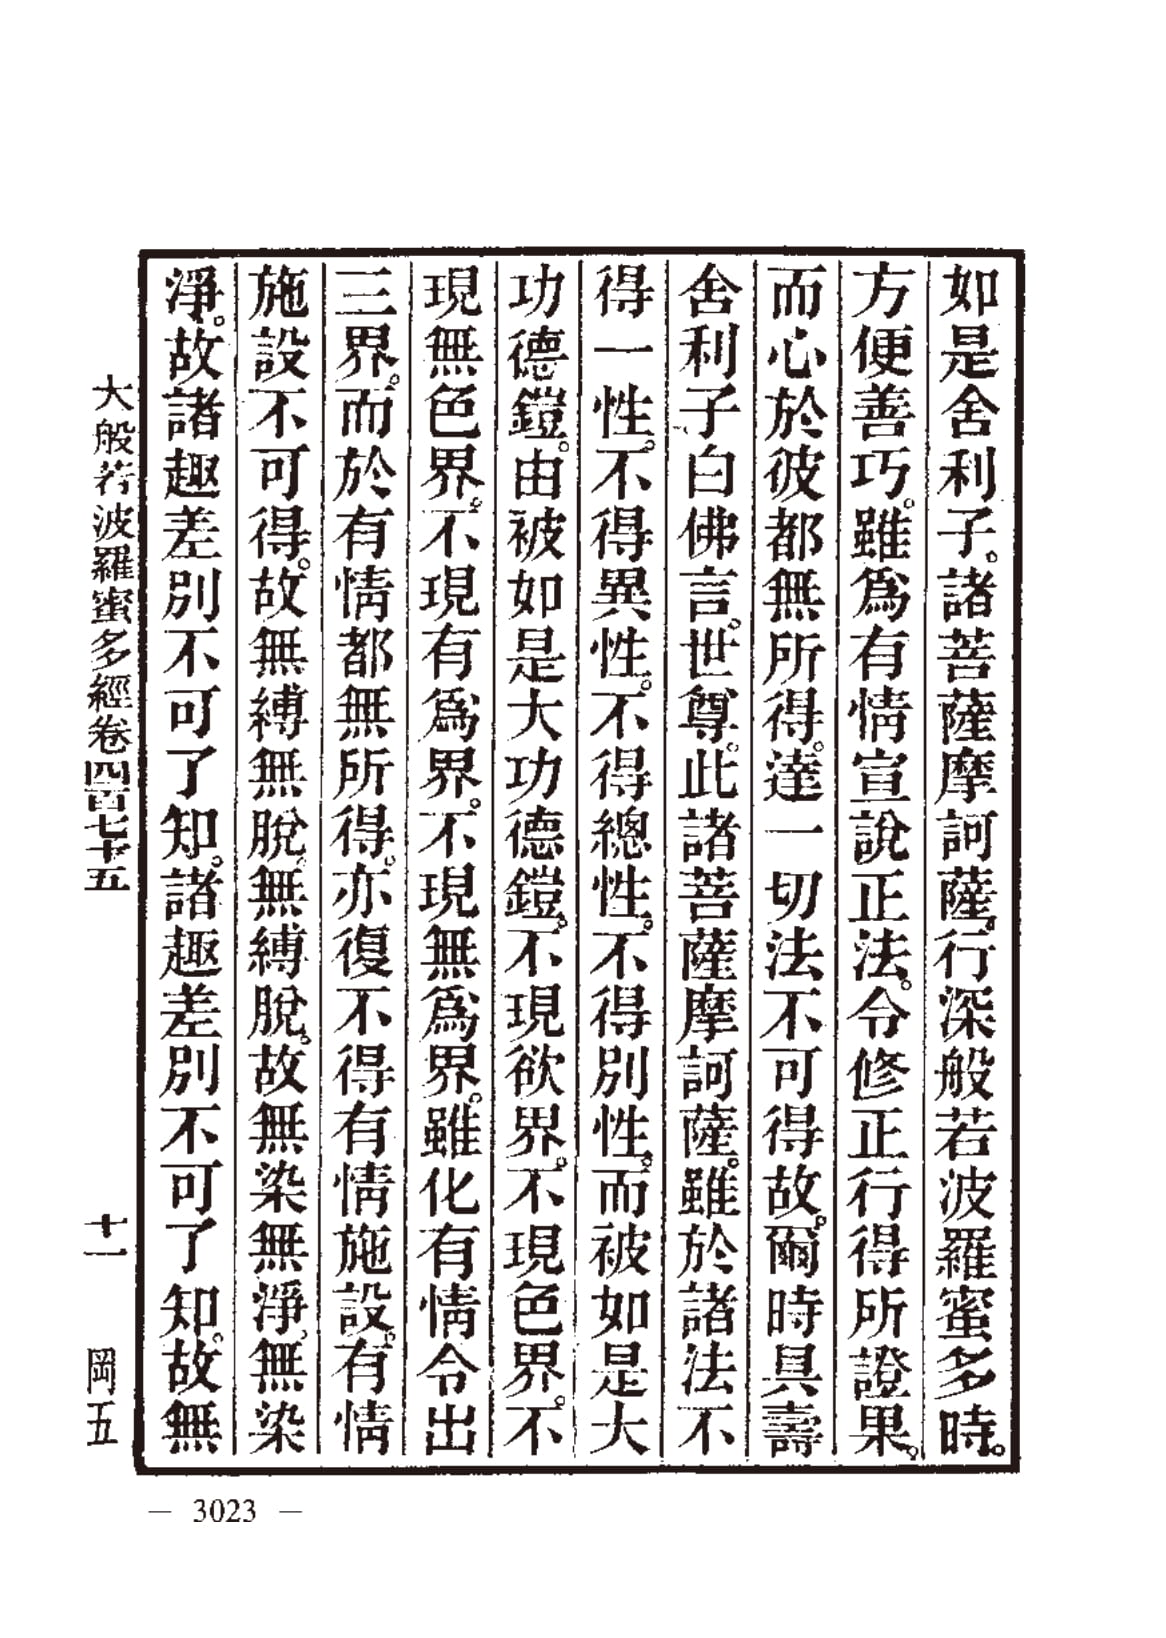 如是舍利子。諸菩薩摩訶薩。行深般若波羅蜜多時。
方便善巧。雖爲有情宣說正法。令修正行得所證果。
而心於彼都無所得。達一切法不可得故。爾時具壽
舍利子白佛言。世尊。此諸菩薩摩訶薩。雖於諸法不
得一性。不得異性。不得總性。不得別性。而被如是大
功德鎧。由被如是大功德鎧。不現欲界。不現色界。不
現無色界。不現有爲界。不現無爲界。雖化有情令出
三界。而於有情都無所得。亦復不得有情施設。有情
施設不可得。故無縛無脫。無縛脫。故無染無淨。無染
淨。故諸趣差別不可了知。諸趣差別不可了知。故無
大般若波羅蜜多經卷四百七十五
十一
岡五
— 3023 —